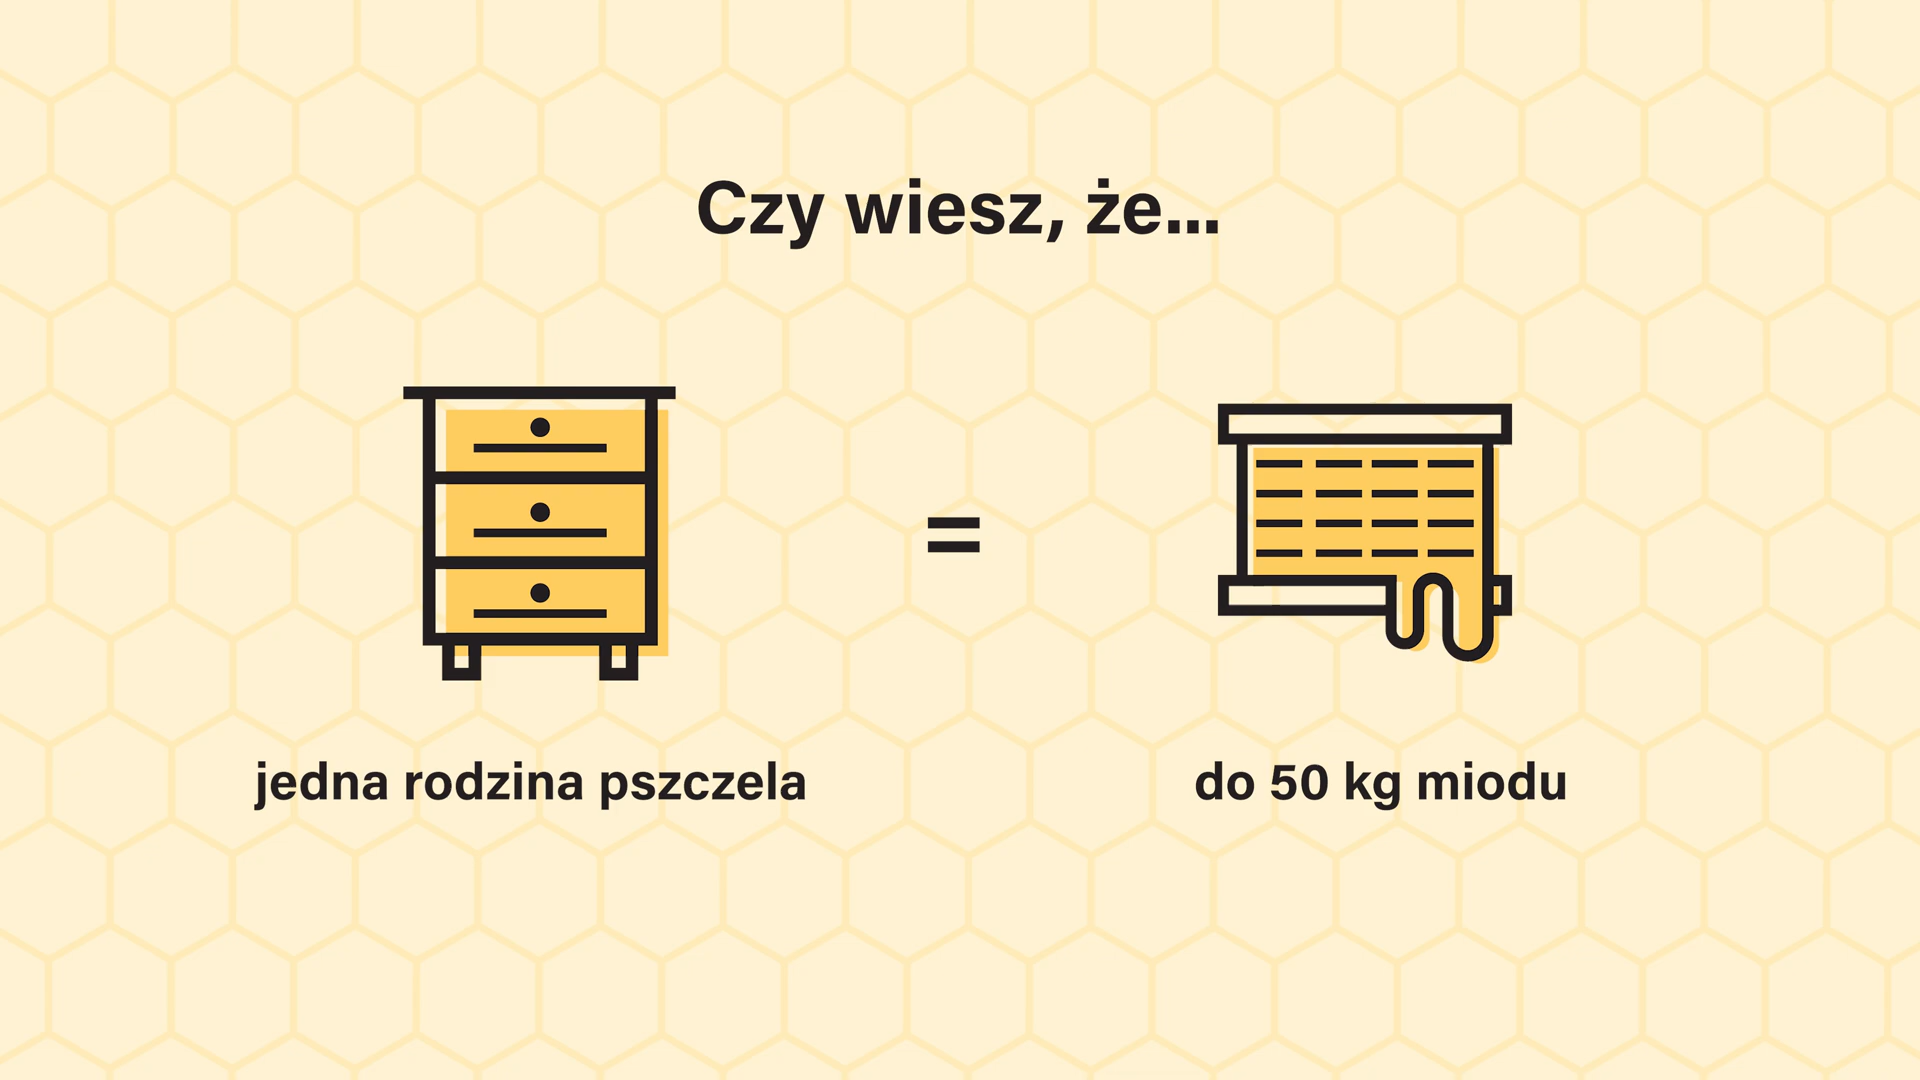 Czy wiesz, że...
=
jedna rodzina pszczela
do 50 kg miodu